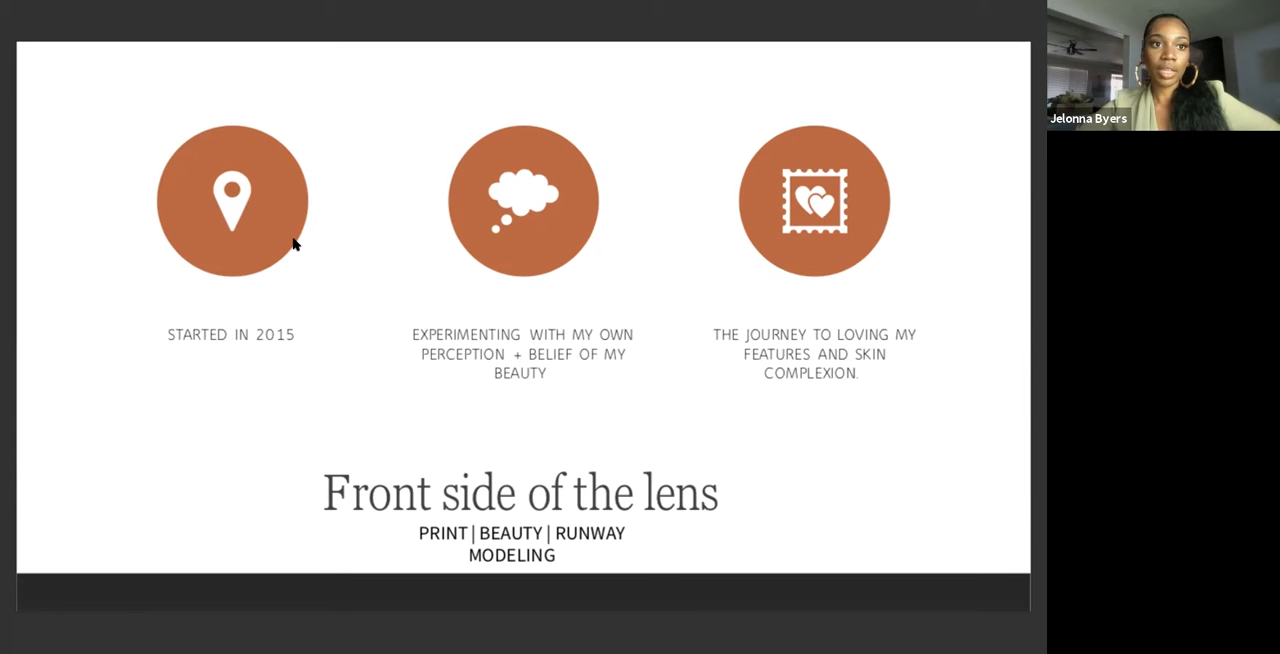 Jelonna Byers
STARTED IN 2015
EXPERIMENTING WITH MY OWN
PERCEPTION + BELIEF OF MY
BEAUTY
THE JOURNEY TO LOVING MY
FEATURES AND SKIN
COMPLEXION.
Front side of the lens
PRINT | BEAUTY | RUNWAY
MODELING